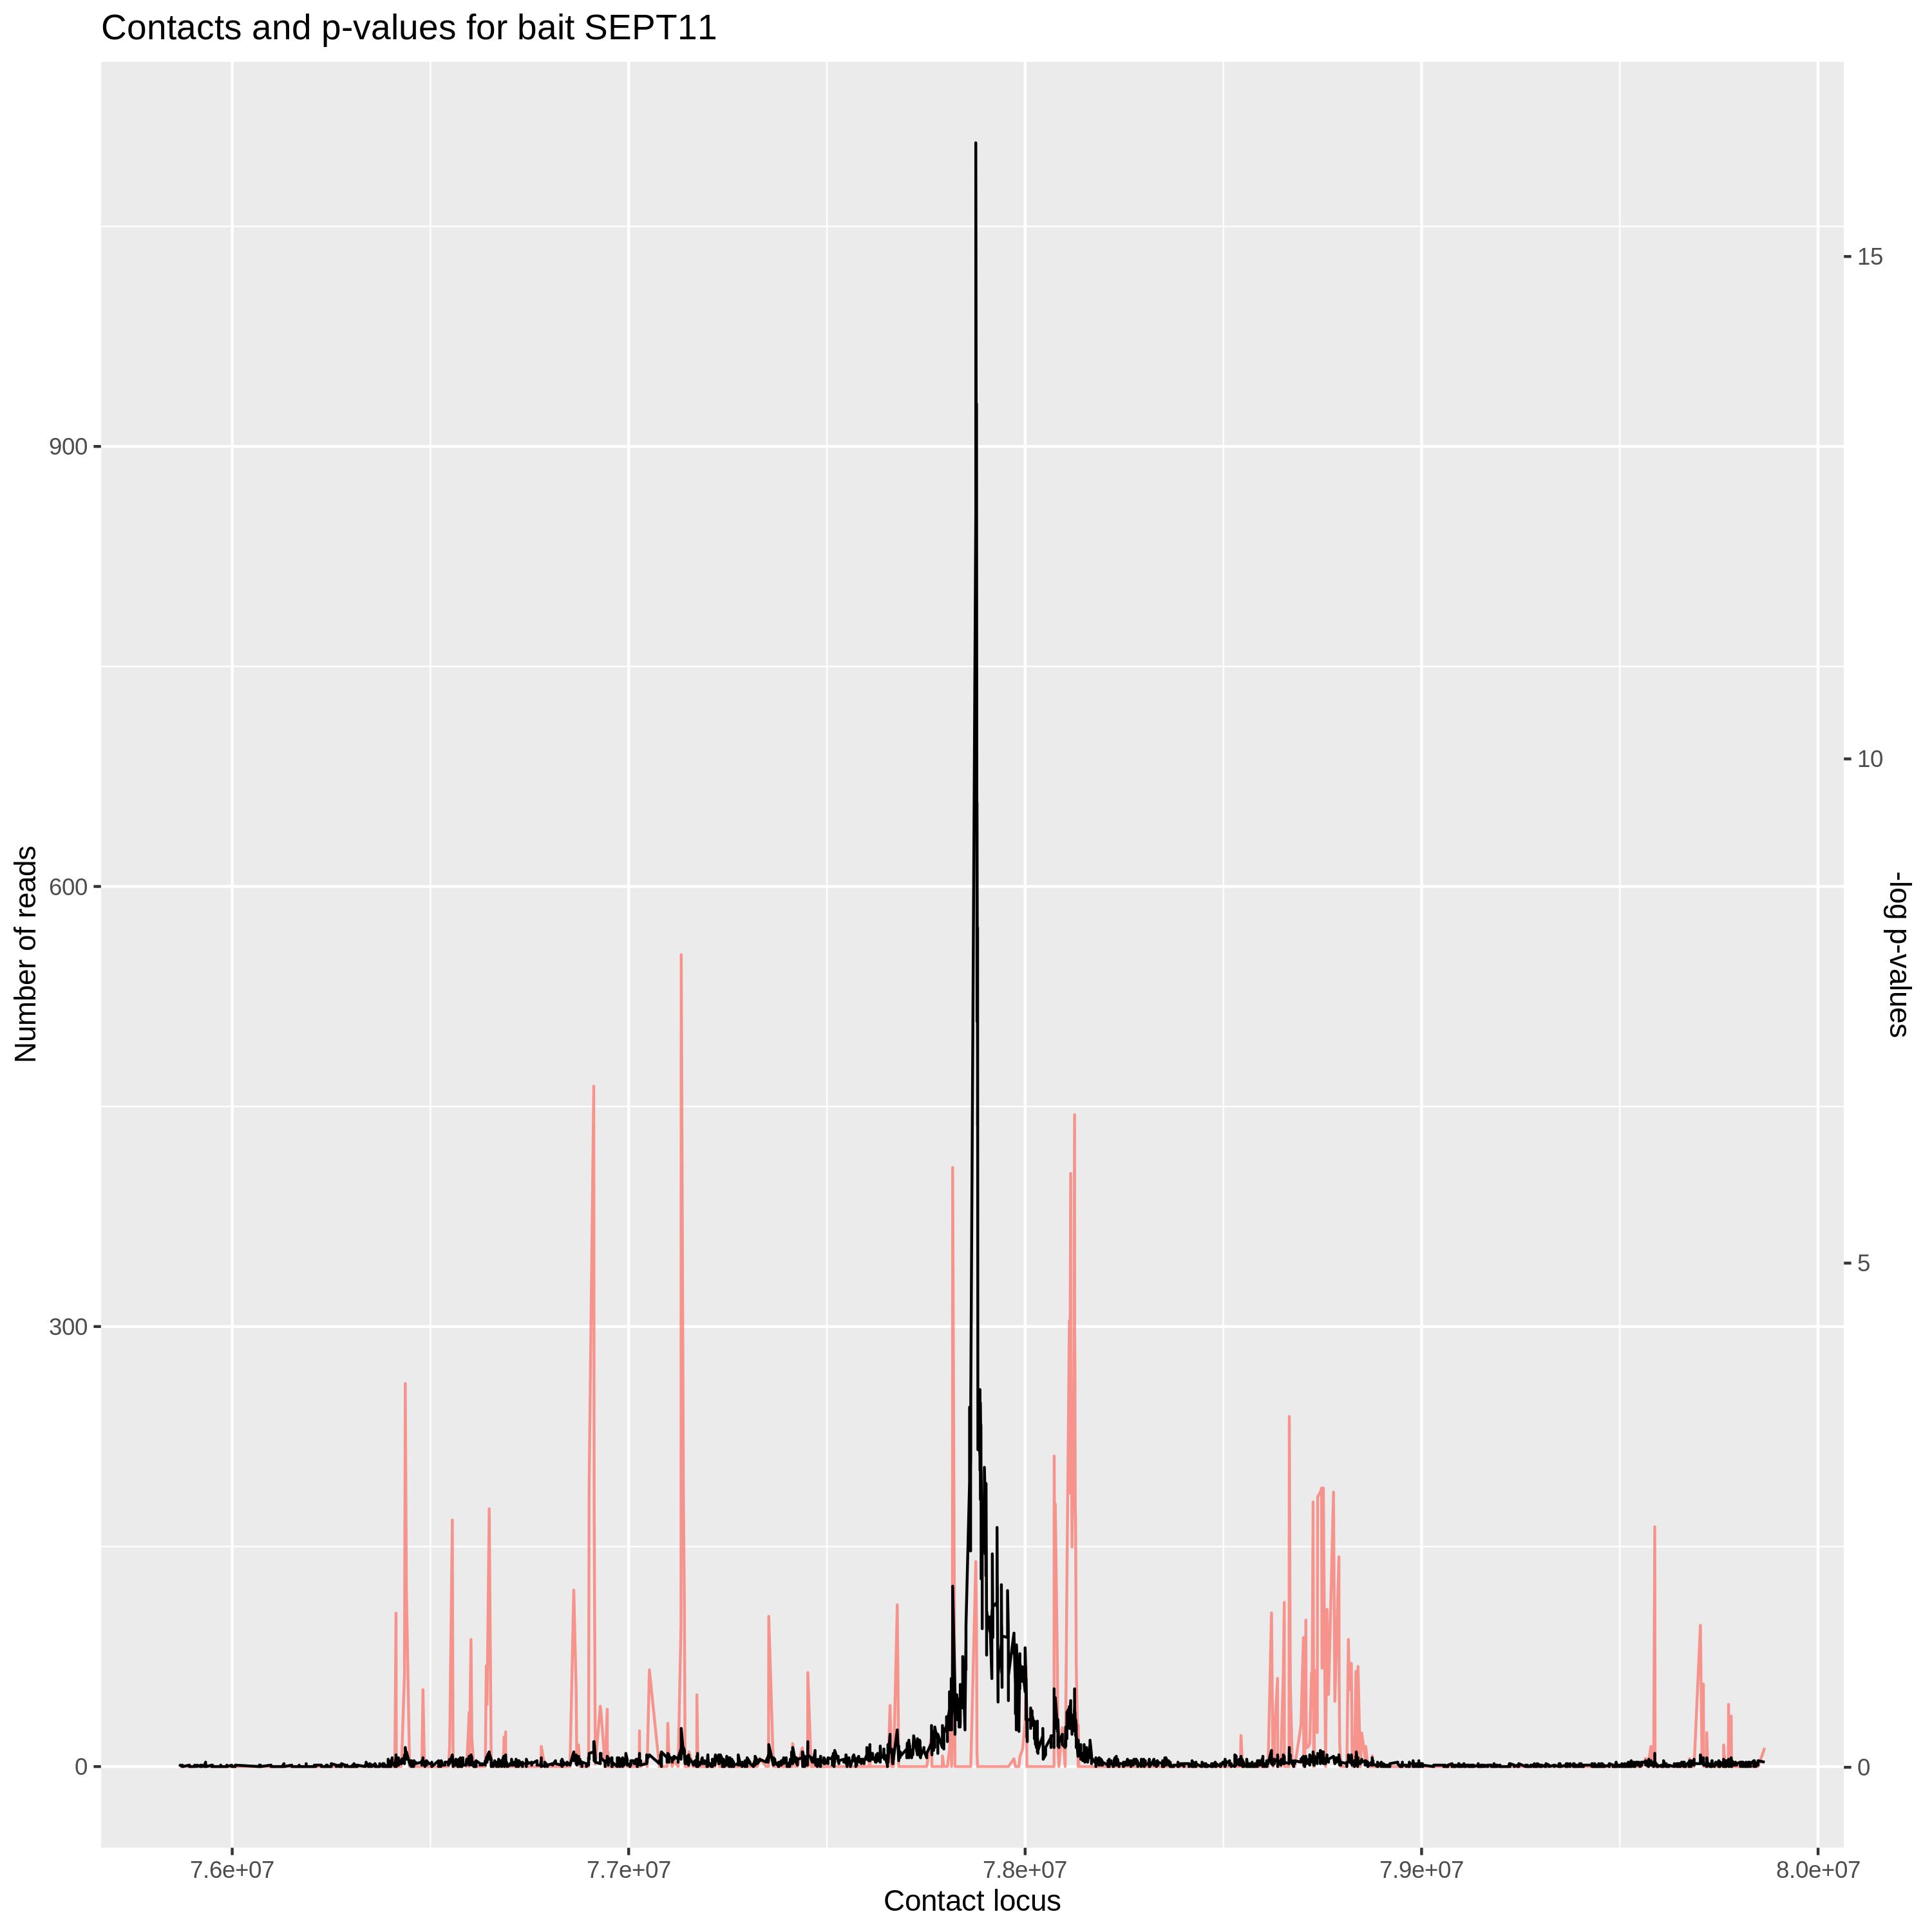 Contacts and p-values for bait SEPT11
Number of reads
900
600
300
0
15
10
5
0
-log p-values
7.6e+07
7.7e+07
7.8e+07
7.9e+07
8.0e+07
Contact locus